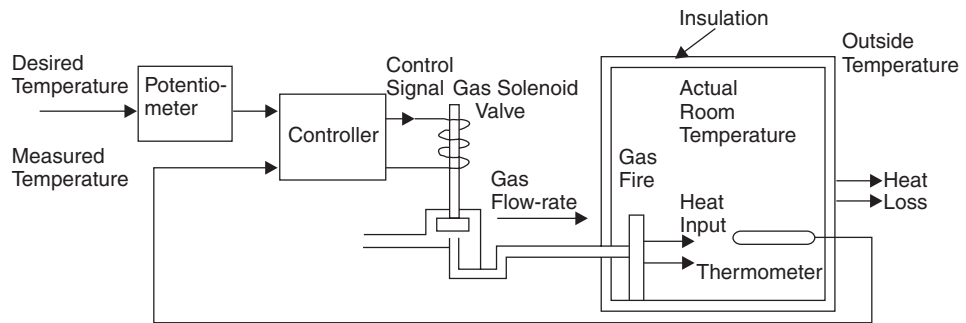 Insulation
Outside
Temperature
Desired
Temperature
Potentio-
meter
Control
Signal
Gas Solenoid
Valve
Actual
Room
Temperature
Controller
Measured
Temperature
Gas
Fire
Gas
Flow-rate
Heat
Input
Heat
Loss
Thermometer